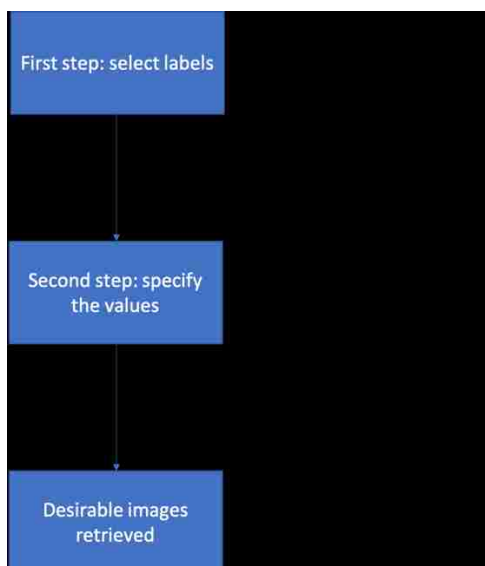 First step: select labels
Second step: specify
the values
Desirable images
retrieved